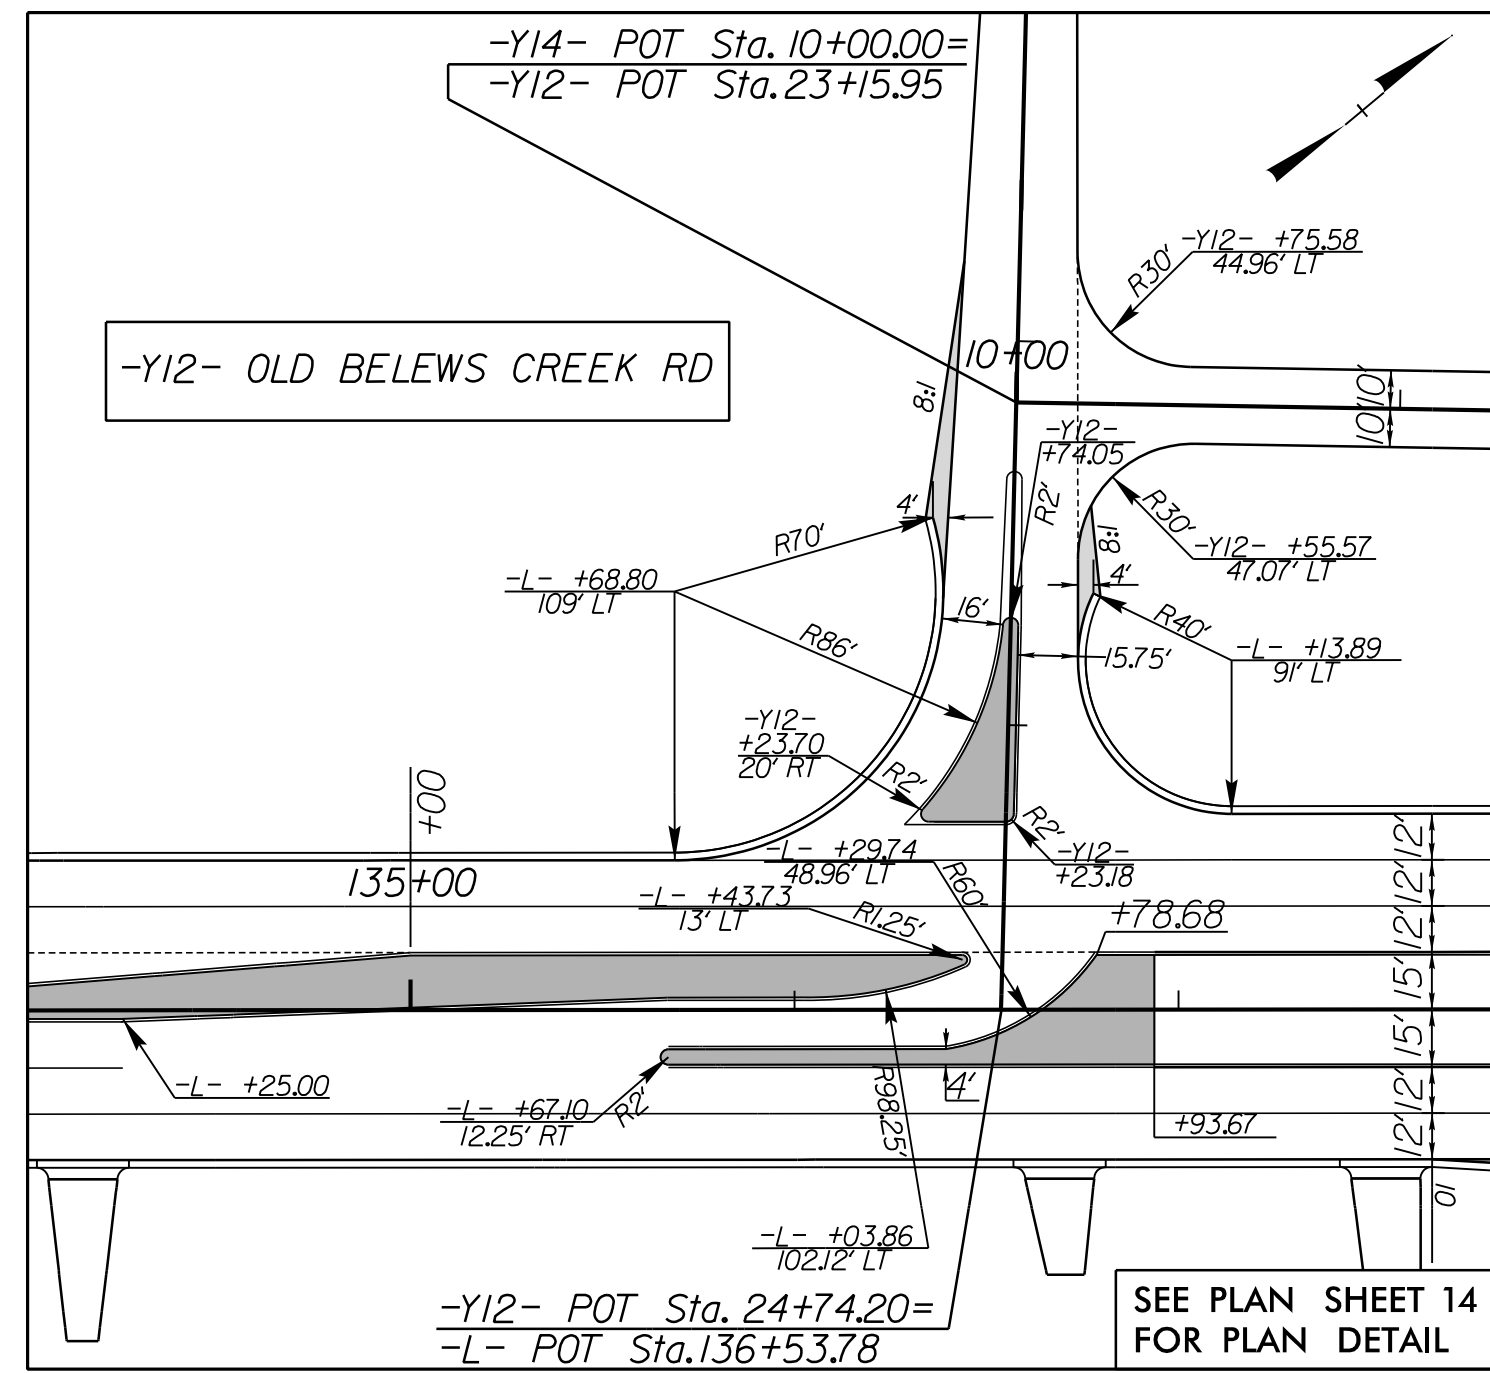 -Y14- POT Sta. 10+00.00=
-Y12- POT Sta. 23+15.95
-Y12- +75.58
44.96' LT
R30'
-Y12- OLD BELEWS CREEK RD
10+00
8:1
10'
10'
-Y12-
+74.05
4'
R2'
R30'
R70'
8:1
-Y12- +55.57
47.07' LT
4'
-L- +68.80
109' LT
16'
R40'
R86'
-L- +13.89
91' LT
15.75'
-Y12-
+23.70
20' RT
R2'
+00
R2'
12'
-L- +29.74
48.96' LT
-Y12-
+23.18
135+00
R60'
12'
-L- +43.73
13' LT
R1.25'
+78.68
12'
15'
15'
-L- +25.00
R98.25'
4'
12'
-L- +67.10
12.25' RT
R2'
+93.67
12'
10
-L- +03.86
102.12' LT
-Y12- POT Sta. 24+74.20=
-L- POT Sta. 136+53.78
SEE PLAN SHEET 14
FOR PLAN DETAIL